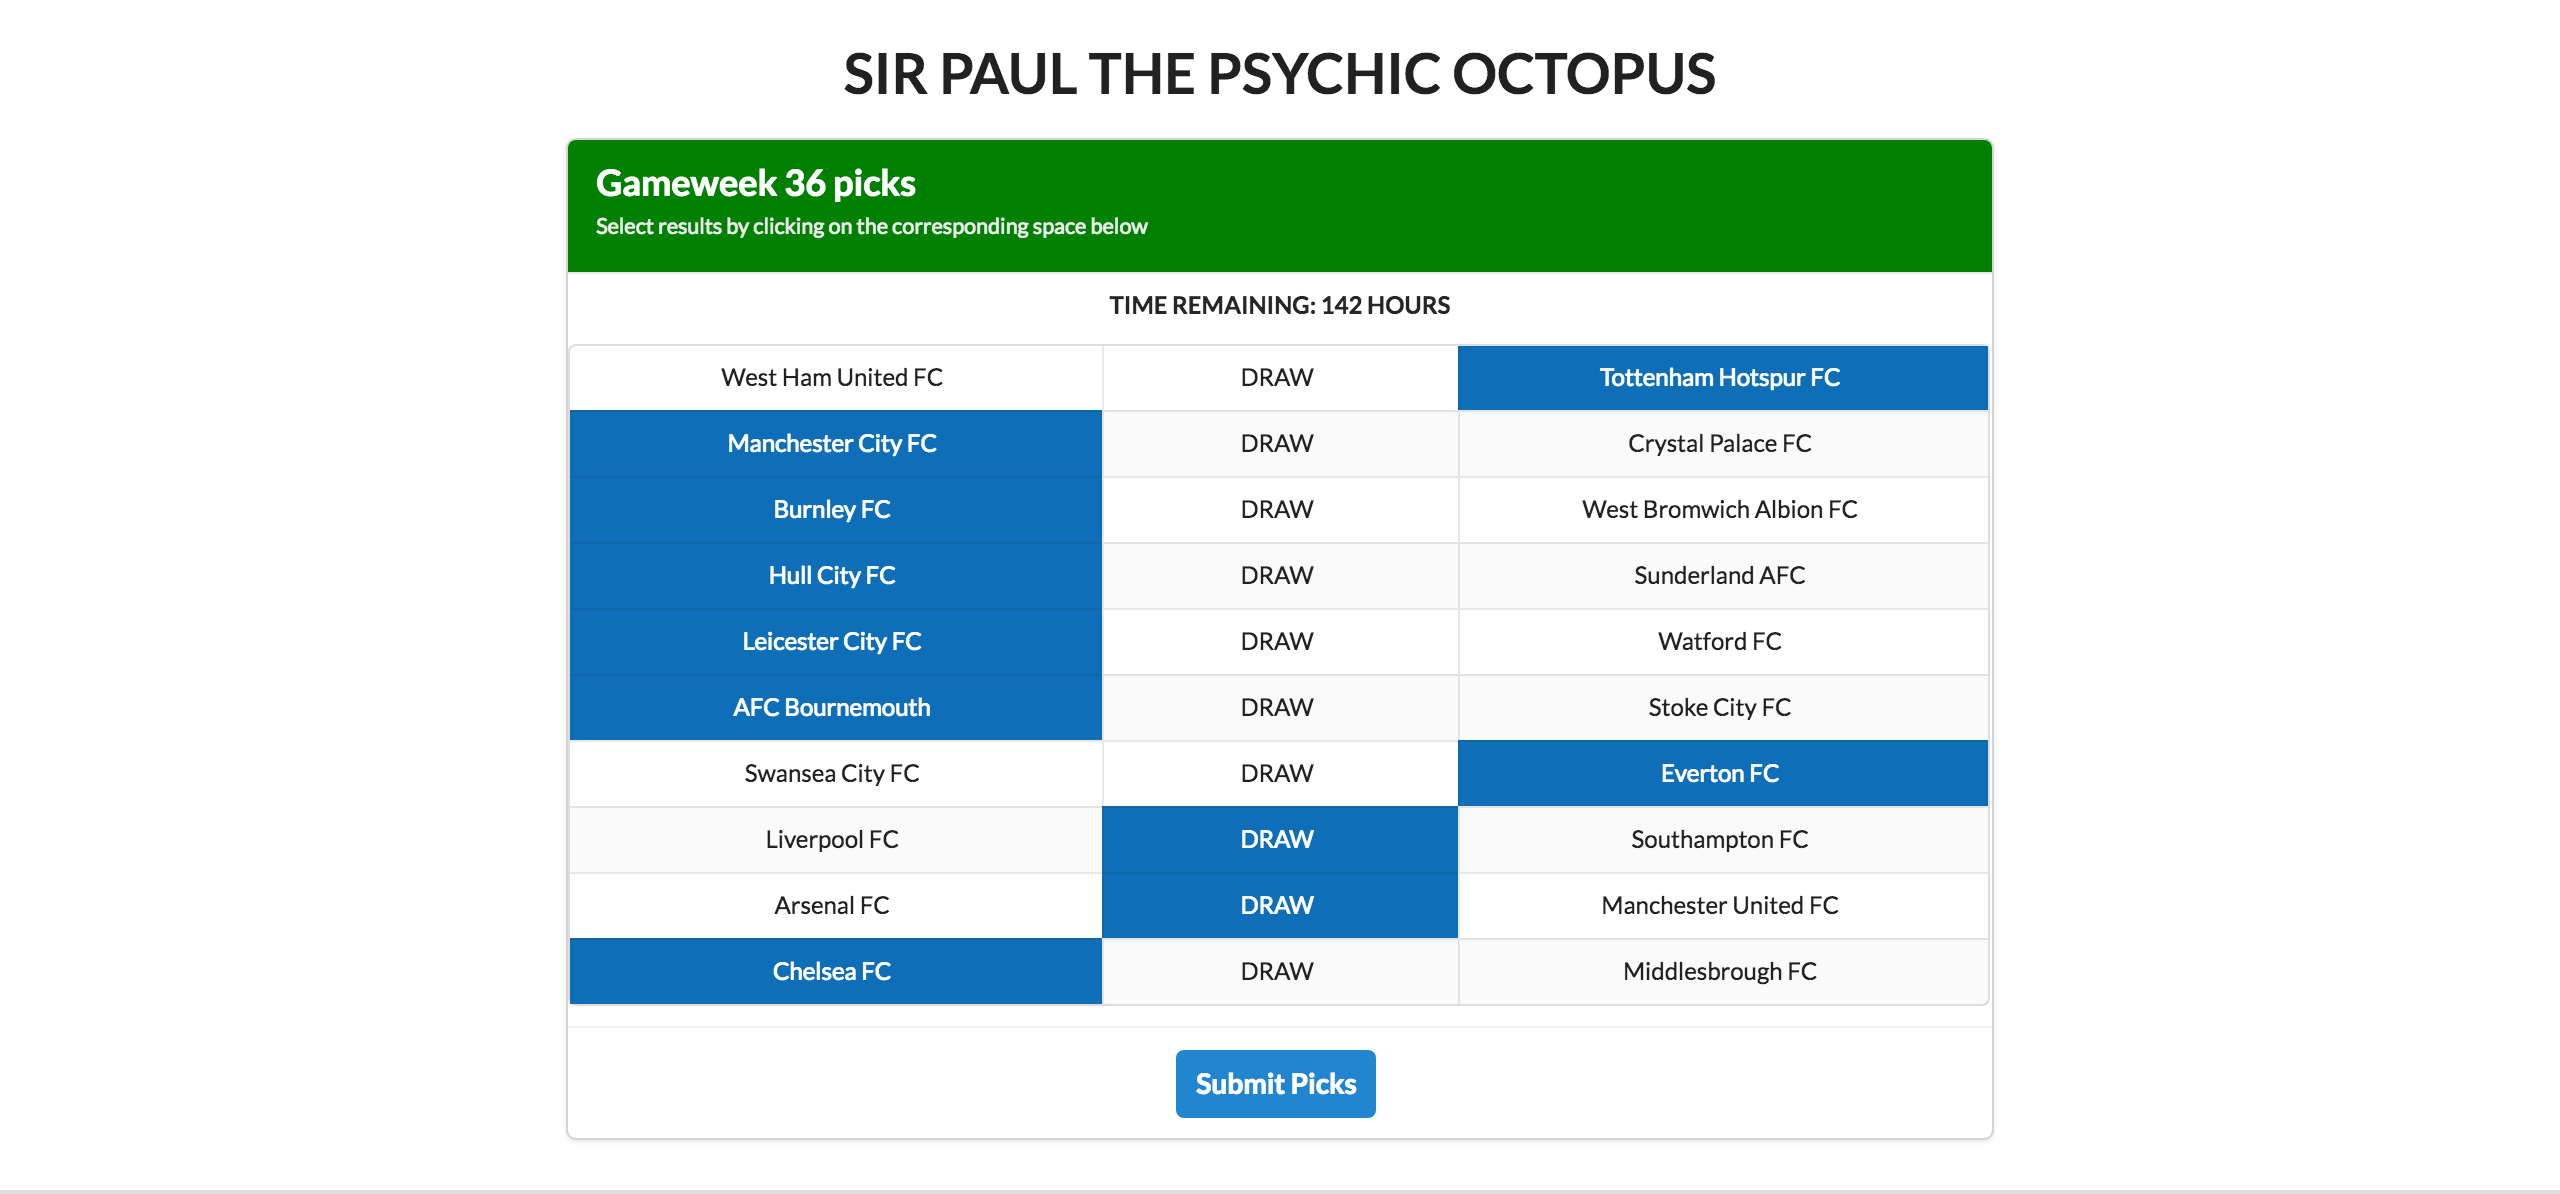 SIR PAUL THE PSYCHIC OCTOPUS
Gameweek 36 picks
Select results by clicking on the corresponding space below
TIME REMAINING: 142 HOURS
West Ham United FC DRAW Tottenham Hotspur FC
Manchester City FC DRAW Crystal Palace FC
Burnley FC DRAW West Bromwich Albion FC
Hull City FC DRAW Sunderland AFC
Leicester City FC DRAW Watford FC
AFC Bournemouth DRAW Stoke City FC
Swansea City FC DRAW Everton FC
Liverpool FC DRAW Southampton FC
Arsenal FC DRAW Manchester United FC
Chelsea FC DRAW Middlesbrough FC
Submit Picks